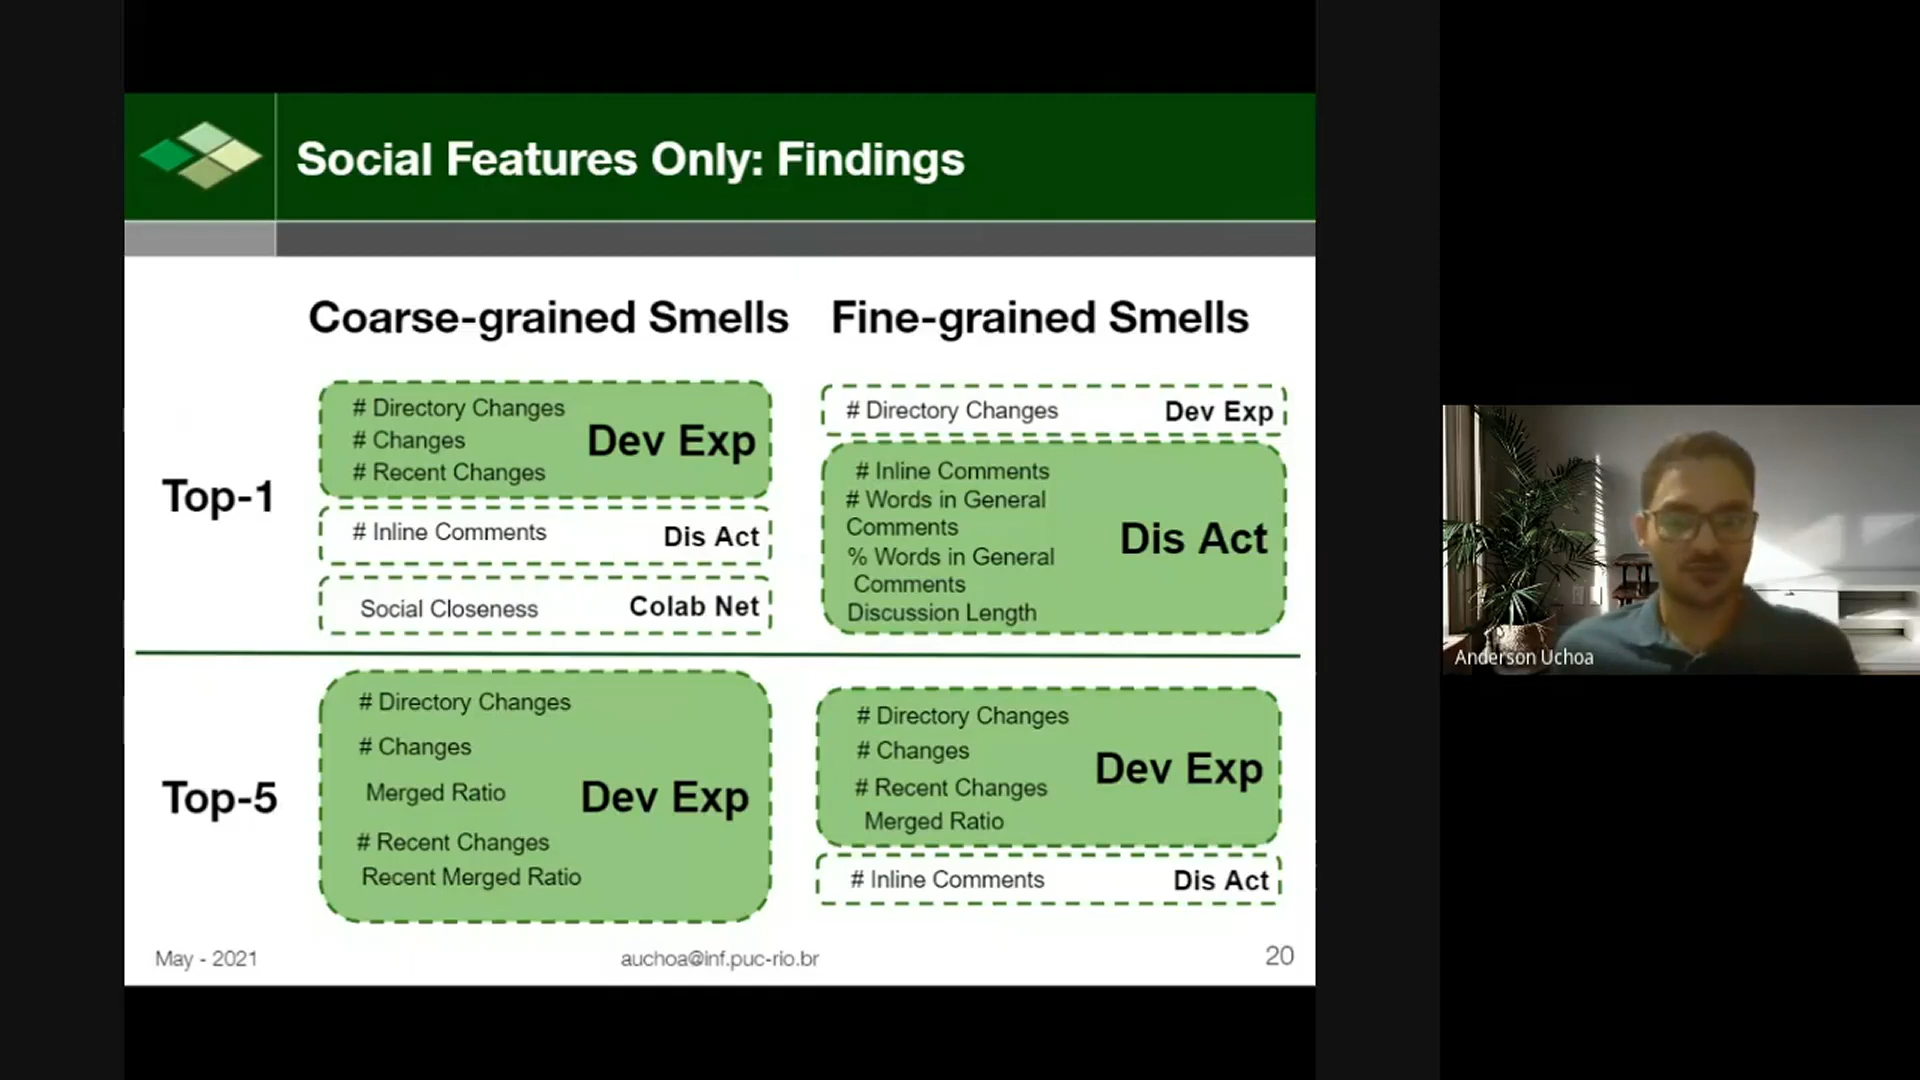 Social Features Only: Findings
Coarse-grained Smells
Fine-grained Smells
Top-1
# Directory Changes
# Changes
# Recent Changes
Dev Exp
# Inline Comments
Dis Act
Social Closeness
Colab Net
# Directory Changes
Dev Exp
# Inline Comments
# Words in General
Comments
% Words in General
Comments
Discussion Length
Dis Act
Top-5
# Directory Changes
# Changes
Merged Ratio
# Recent Changes
Recent Merged Ratio
Dev Exp
# Directory Changes
# Changes
# Recent Changes
Merged Ratio
Dev Exp
# Inline Comments
Dis Act
May - 2021
auchoa@inf.puc-rio.br
20
Anderson Uchoa